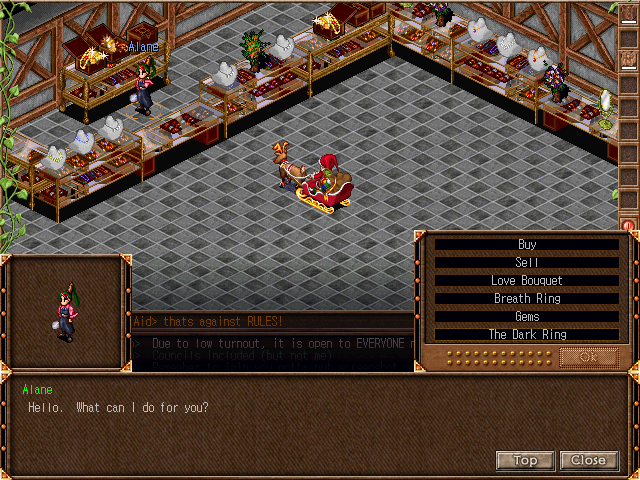 Alane
Buy
Sell
Love Bouquet
Breath Ring
Gems
The Dark Ring
Ok
Aid> thats against RULES!
> Due to low turnout, it is open to EVERYONE
> Councils included (but not me)
Alane
Hello. What can I do for you?
Top
Close